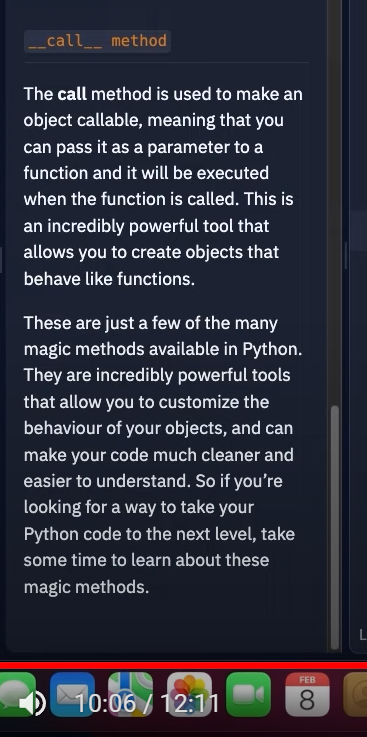 __call__ method
The call method is used to make an
object callable, meaning that you
can pass it as a parameter to a
function and it will be executed
when the function is called. This is
an incredibly powerful tool that
allows you to create objects that
behave like functions.
These are just a few of the many
magic methods available in Python.
They are incredibly powerful tools
that allow you to customize the
behaviour of your objects, and can
make your code much cleaner and
easier to understand. So if you’re
looking for a way to take your
Python code to the next level, take
some time to learn about these
magic methods.
L
FEB
8
10:06 / 12:11